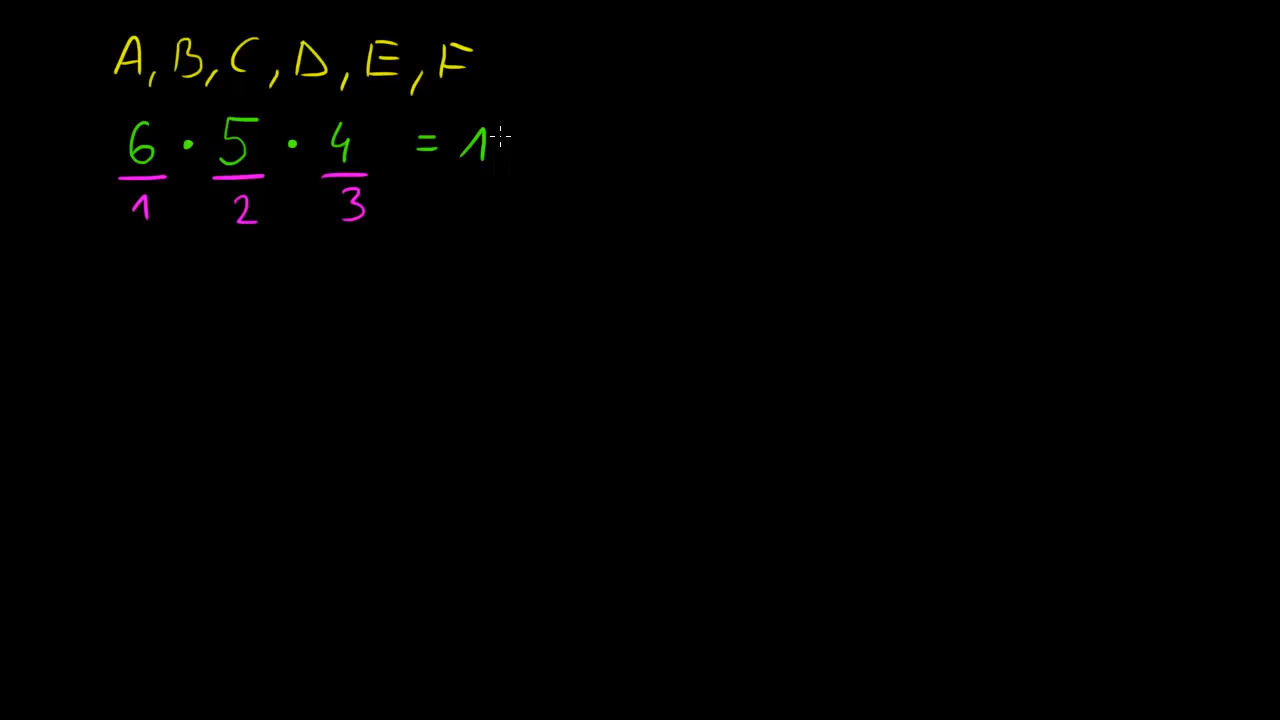 A, B, C, D, E, F
6 · 5 · 4 = 1
1 2 3